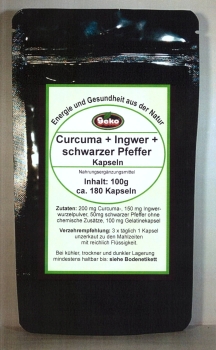 Energie und Gesundheit aus der Natur
Geko
Curcuma + Ingwer +
schwarzer Pfeffer
Kapseln
Nahrungsergänzungsmittel
Inhalt: 100g
ca. 180 Kapseln
Zutaten: 200 mg Curcuma-, 150 mg Ingwer-
wurzelpulver, 50mg schwarzer Pfeffer ohne
chemische Zusätze, 100 mg Gelatinekapsel
Verzehrempfehlung: 3 x täglich 1 Kapsel
unzerkaut zu den Mahlzeiten
mit reichlich Flüssigkeit.
Bei kühler, trockner und dunkler Lagerung
mindestens haltbar bis: siehe Bodenetikett